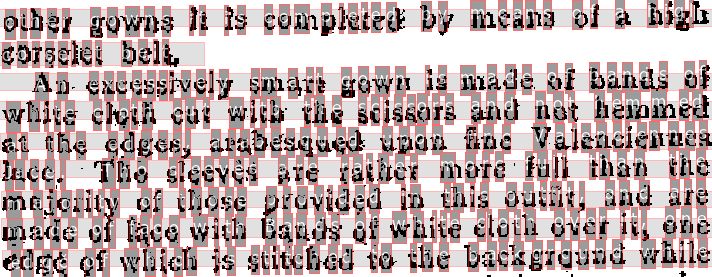 other gowns it is completed by means of a high
corselet belt.
An excessively smart gown is made of bands of
white cloth cut with the scissors and not hemmed
at the edges, arabesqued upon fine Valenciennes
lace. The sleeves are rather more full than the
majority of those provided in this outfit, and are
made of lace with bands of white cloth over it, one
edge of which is stitched to the background while